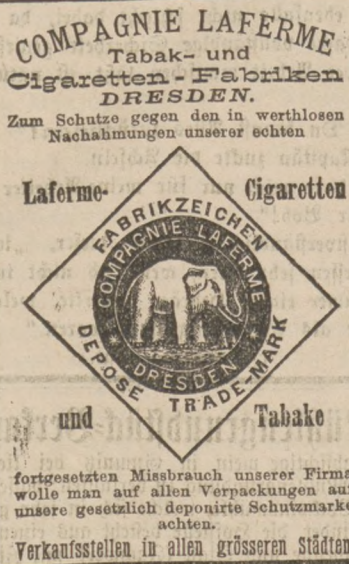 COMPAGNIE LAFERME
Tabak- und
Cigaretten-Fabriken
DRESDEN.
Zum Schutze gegen den in werthlosen
Nachahmungen unserer echten
Laferme- Cigaretten
FABRIKZEICHEN
COMPAGNIE LAFERME
DRESDEN
DEPOSE TRADE-MARK
und Tabake
fortgesetzten Missbrauch unserer Firma
wolle man auf allen Verpackungen au
unsere gesetzlich deponirte Schutzmarke
achten.
Verkaufsstellen in allen grösseren Städten